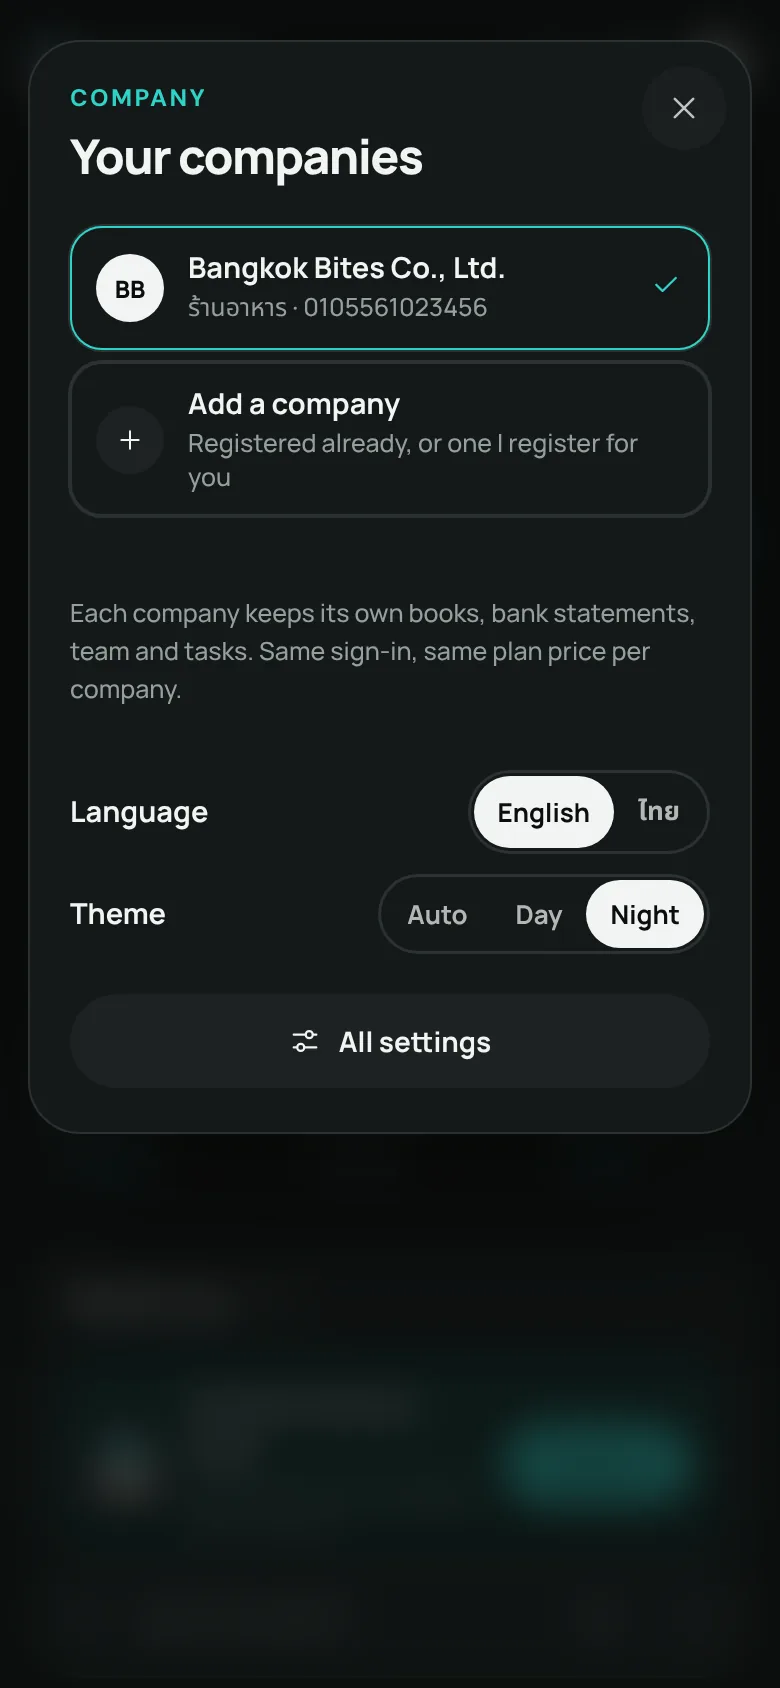 COMPANY
Your companies
BB
Bangkok Bites Co., Ltd.
ร้านอาหาร · 0105561023456
Add a company
Registered already, or one I register for
you
Each company keeps its own books, bank statements,
team and tasks. Same sign-in, same plan price per
company.
Language
English
ไทย
Theme
Auto
Day
Night
All settings